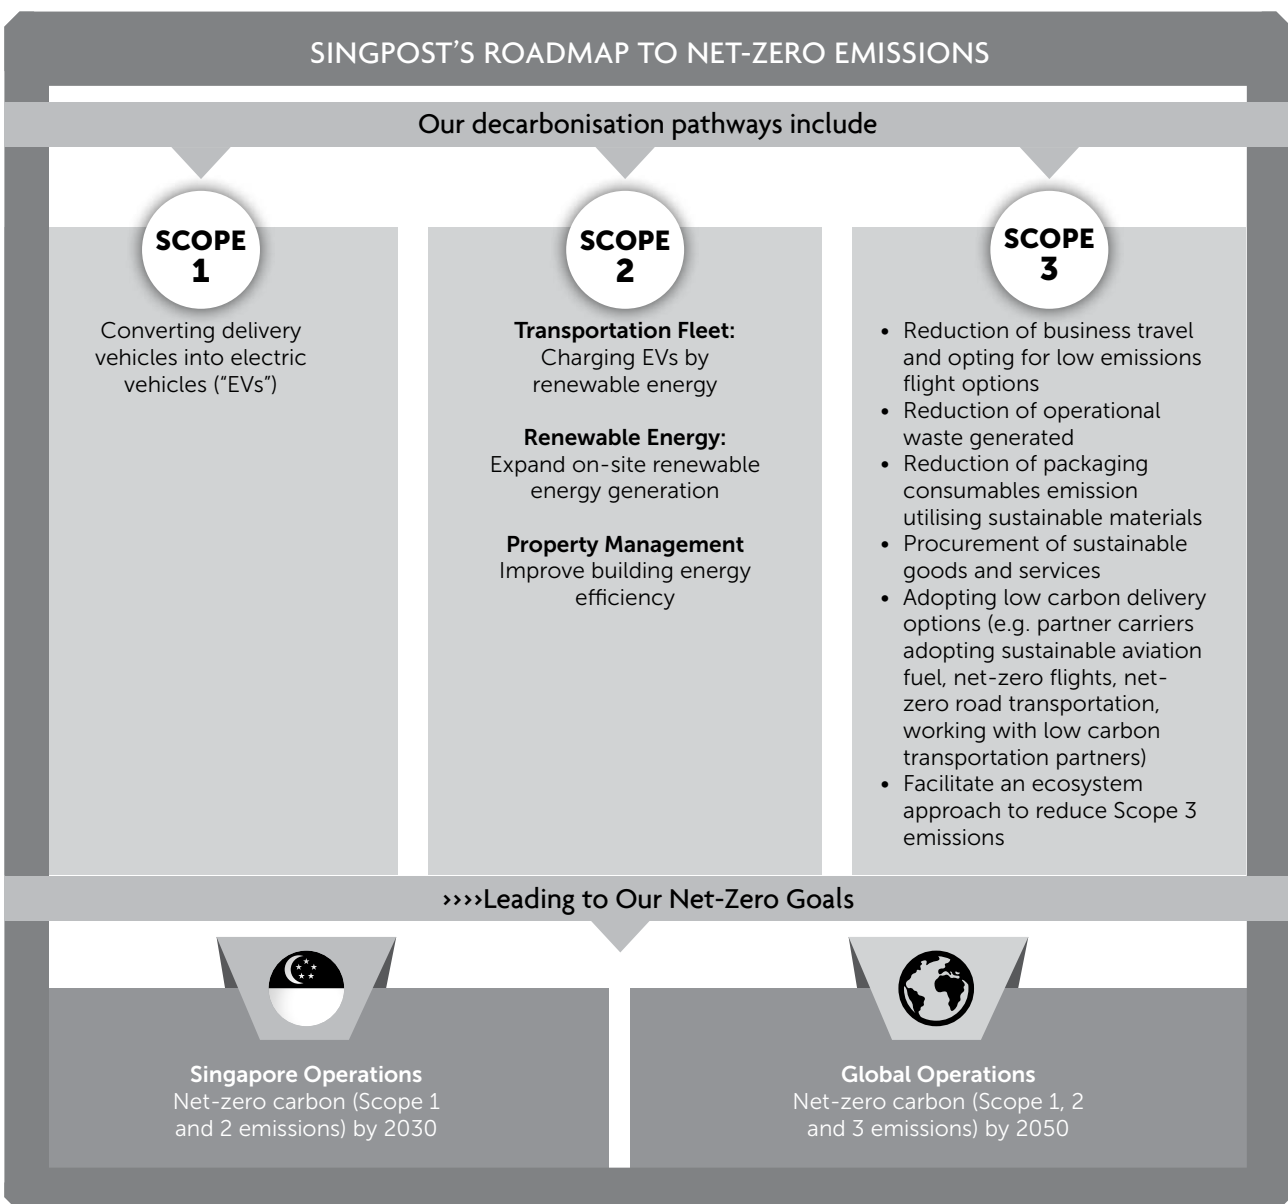 SINGPOST’S ROADMAP TO NET-ZERO EMISSIONS
Our decarbonisation pathways include
SCOPE
1
Converting delivery
vehicles into electric
vehicles (“EVs”)
SCOPE
2
Transportation Fleet:
Charging EVs by
renewable energy
Renewable Energy:
Expand on-site renewable
energy generation
Property Management
Improve building energy
efficiency
SCOPE
3
• Reduction of business travel
and opting for low emissions
flight options
• Reduction of operational
waste generated
• Reduction of packaging
consumables emission
utilising sustainable materials
• Procurement of sustainable
goods and services
• Adopting low carbon delivery
options (e.g. partner carriers
adopting sustainable aviation
fuel, net-zero flights, net-
zero road transportation,
working with low carbon
transportation partners)
• Facilitate an ecosystem
approach to reduce Scope 3
emissions
››››Leading to Our Net-Zero Goals
Singapore Operations
Net-zero carbon (Scope 1
and 2 emissions) by 2030
Global Operations
Net-zero carbon (Scope 1, 2
and 3 emissions) by 2050